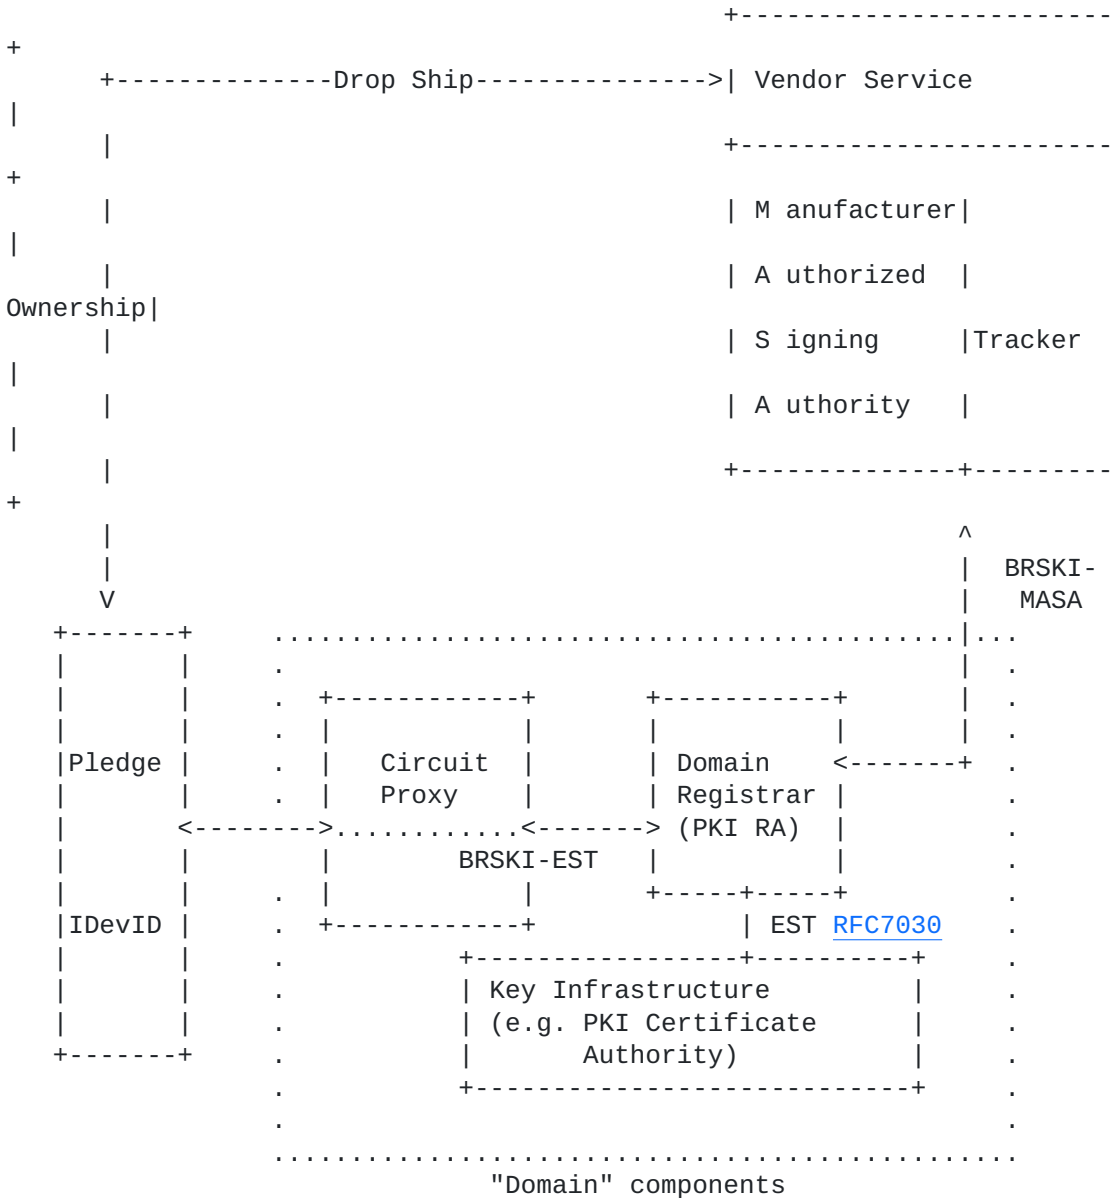 +------------------------
+
      +--------------Drop Ship--------------->| Vendor Service
|
      |                                       +------------------------
+
      |                                       | M anufacturer|
|
      |                                       | A uthorized  |
Ownership|
      |                                       | S igning     |Tracker
|
      |                                       | A uthority   |
|
      |                                       +--------------+---------
+
      |                                                      ^
      |                                                      |  BRSKI-
      V                                                      |   MASA
   +-------+     ............................................|...
   |       |     .                                           |  .
   |       |     .  +------------+       +-----------+       |  .
   |       |     .  |            |       |           |       |  .
   |Pledge |     .  |   Circuit  |       | Domain    <-------+  .
   |       |     .  |   Proxy    |       | Registrar |          .
   |       <-------->............<-------> (PKI RA)  |          .
   |       |        |        BRSKI-EST   |           |          .
   |       |     .  |            |       +-----+-----+          .
   |IDevID |     .  +------------+             | EST RFC7030    .
   |       |     .           +-----------------+----------+     .
   |       |     .           | Key Infrastructure         |     .
   |       |     .           | (e.g. PKI Certificate      |     .
   +-------+     .           |       Authority)           |     .
                 .           +----------------------------+     .
                 .                                              .
                 ................................................
                               "Domain" components